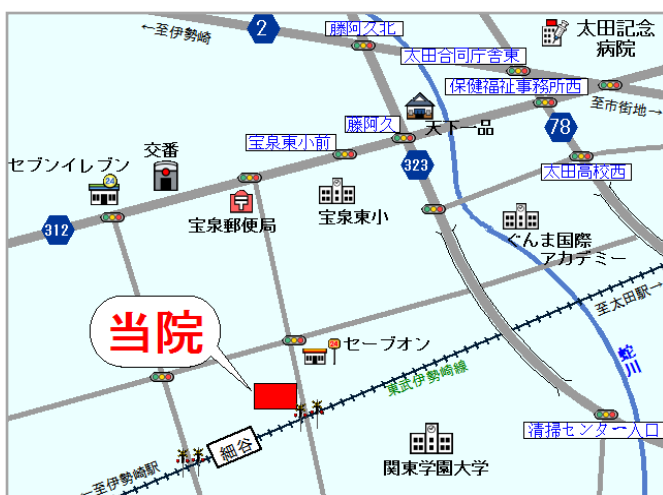 ←至伊勢崎
2
藤阿久北
太田記念
病院
太田合同庁舎東
保健福祉事務所西
至市街地→
天下一品
藤阿久
78
宝泉東小前
交番
セブンイレブン
24
323
太田高校西
宝泉東小
宝泉郵便局
312
ぐんま国際
アカデミー
至太田駅→
当院
セーブオン
24
蛇川
東武伊勢崎線
清掃センター入口
細谷
関東学園大学
←至伊勢崎駅